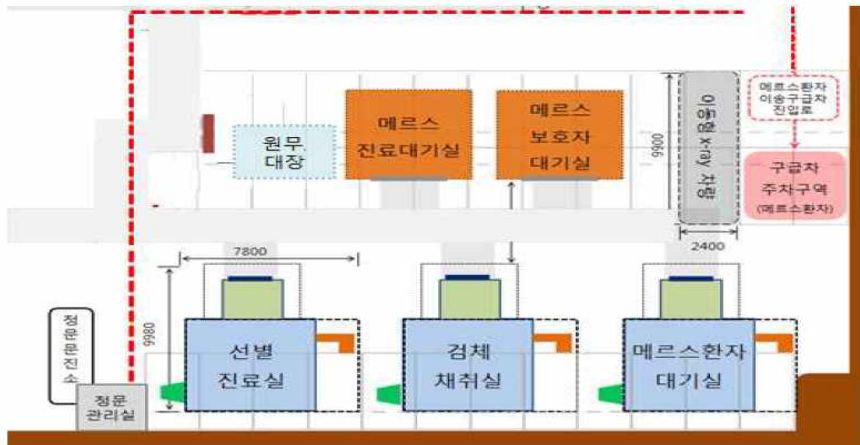 메르스환자
이송구급차
진입로
메르스
진료대기실
메르스
보호자
대기실
원무
대장
9900
이동형 x-ray 차량
구급차
주차구역
(메르스환자)
7800
2400
9980
정문문진소
선별
진료실
검체
채취실
메르스환자
대기실
정문
관리실